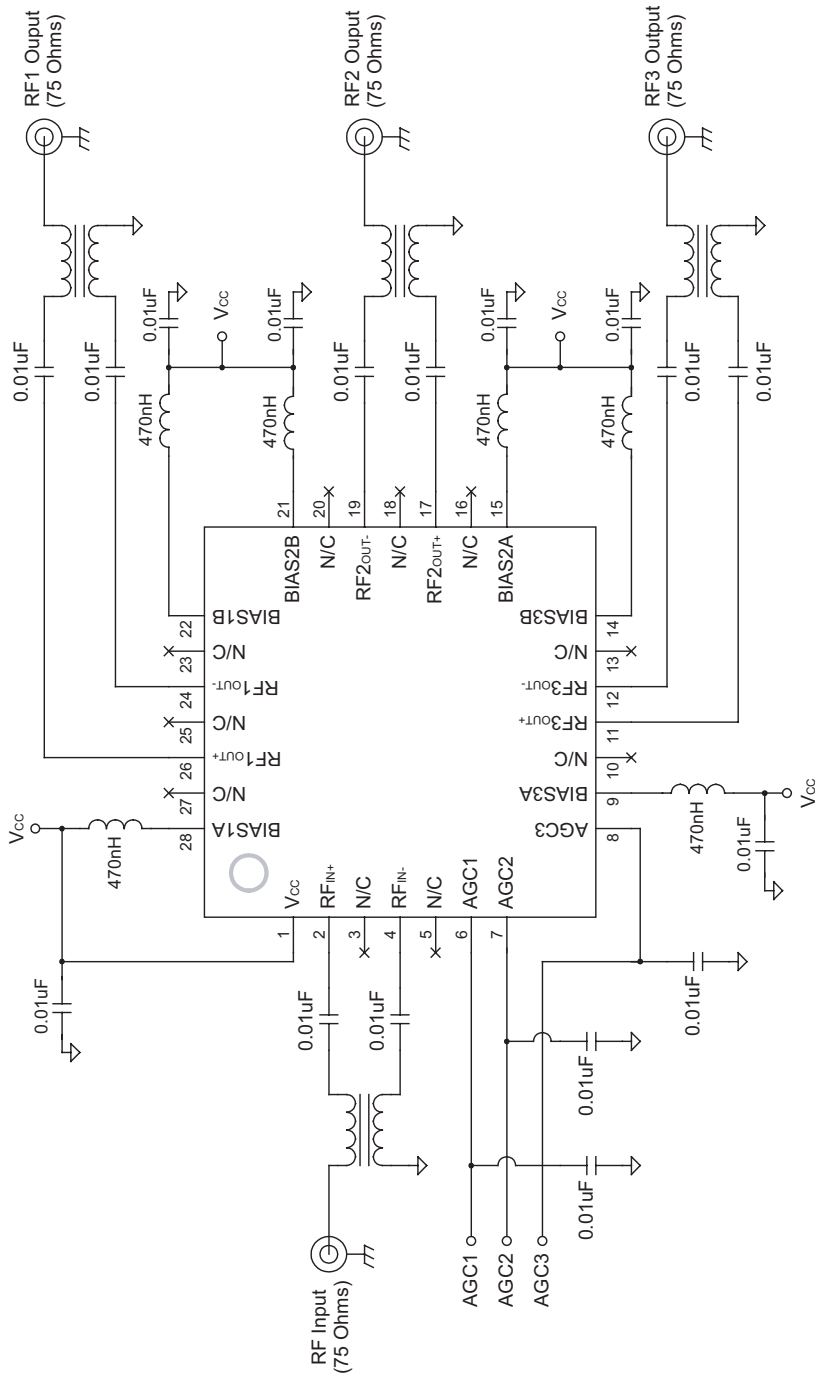 RF1 Ouput
(75 Ohms)
RF2 Ouput
(75 Ohms)
RF3 Output
(75 Ohms)
0.01uF
0.01uF
0.01uF
0.01uF
0.01uF
0.01uF
0.01uF
0.01uF
0.01uF
0.01uF
VCC
VCC
470nH
470nH
470nH
470nH
21
20
19
18
17
16
15
BIAS2B
N/C
RF2OUT-
N/C
RF2OUT+
N/C
BIAS2A
22
BIAS1B
23
N/C
24
RF1OUT-
25
N/C
26
RF1OUT+
27
N/C
28
BIAS1A
14
BIAS3B
13
N/C
12
RF3OUT-
11
RF3OUT+
10
N/C
9
BIAS3A
8
AGC3
VCC
470nH
0.01uF
470nH
VCC
0.01uF
VCC
RFIN+
N/C
RFIN-
N/C
AGC1
AGC2
1
2
3
4
5
6
7
0.01uF
0.01uF
0.01uF
0.01uF
0.01uF
RF Input
(75 Ohms)
AGC1
AGC2
AGC3